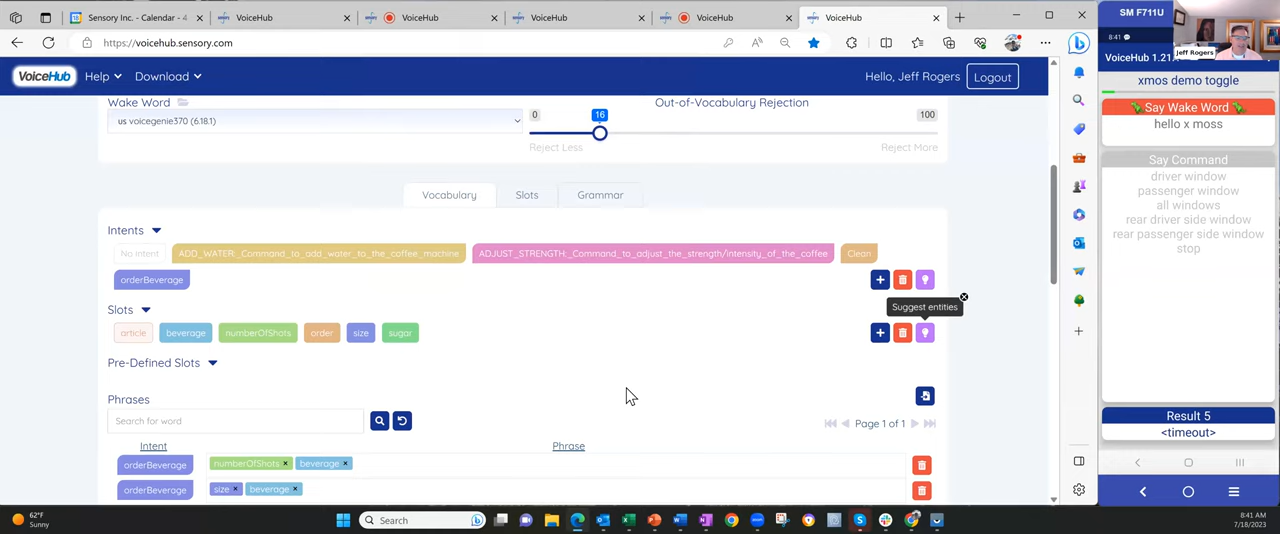 Sensory Inc. - Calendar - 4
VoiceHub
VoiceHub
VoiceHub
VoiceHub
VoiceHub
SM F711U
8:41
Jeff Rogers
https://voicehub.sensory.com
VoiceHub 1.21.
VoiceHub
Help
Download
Hello, Jeff Rogers
Logout
xmos demo toggle
Wake Word
Out-of-Vocabulary Rejection
Say Wake Word
hello x moss
us voicegenie370 (6.18.1)
0
16
100
Reject Less
Reject More
Say Command
driver window
passenger window
all windows
rear driver side window
rear passenger side window
stop
Vocabulary
Slots
Grammar
Intents
No Intent
ADD_WATER:_Command_to_add_water_to_the_coffee_machine
ADJUST_STRENGTH:_Command_to_adjust_the_strength/intensity_of_the_coffee
Clean
orderBeverage
Suggest entities
Slots
article
beverage
numberOfShots
order
size
sugar
Pre-Defined Slots
Phrases
Search for word
Page 1 of 1
Intent
Phrase
orderBeverage
numberOfShots ×
beverage ×
orderBeverage
size ×
beverage ×
Result 5
<timeout>
62°F
Sunny
Search
8:41 AM
7/18/2023